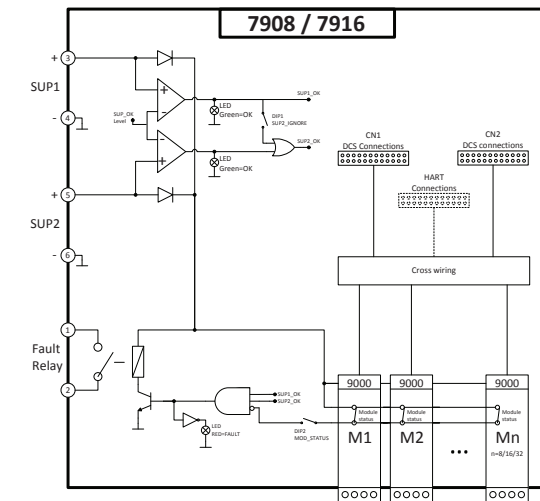 7908 / 7916
+ 3
SUP1
- 4
SUP_OK
Level
LED
Green=OK
SUP1_OK
DIP1
SUP2_IGNORE
SUP2_OK
LED
Green=OK
+ 5
SUP2
- 6
CN1
DCS Connections
CN2
DCS Connections
HART
Connections
Cross wiring
1
Fault
Relay
2
SUP1_OK
SUP2_OK
LED
RED=FAULT
DIP2
MOD_STATUS
9000
Module
status
M1
9000
Module
status
M2
...
9000
Module
status
Mn
n=8/16/32